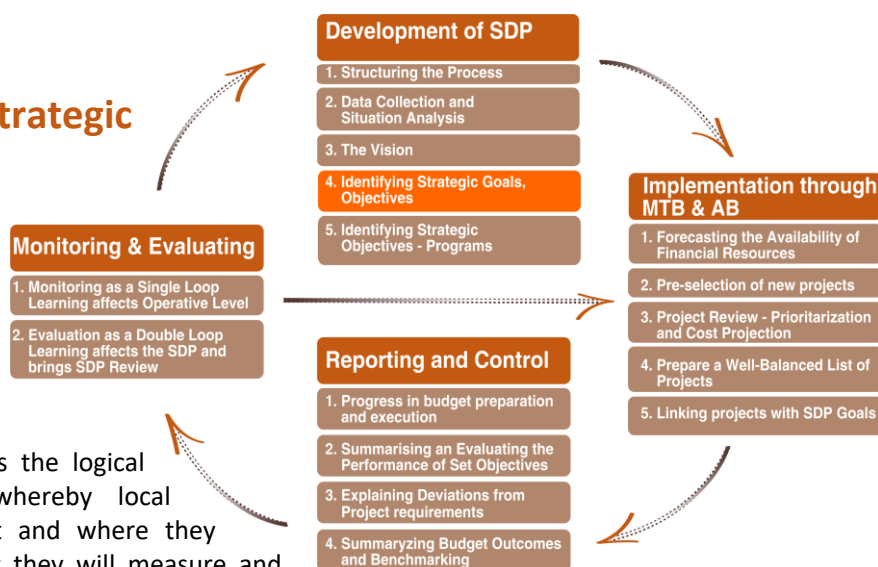 Development of SDP
1. Structuring the Process
2. Data Collection and
Situation Analysis
3. The Vision
4. Identifying Strategic Goals,
Objectives
5. Identifying Strategic
Objectives - Programs
Implementation through
MTB & AB
1. Forecasting the Availability of
Financial Resources
2. Pre-selection of new projects
3. Project Review - Prioritarization
and Cost Projection
4. Prepare a Well-Balanced List of
Projects
5. Linking projects with SDP Goals
Reporting and Control
1. Progress in budget preparation
and execution
2. Summarising an Evaluating the
Performance of Set Objectives
3. Explaining Deviations from
Project requirements
4. Summaryzing Budget Outcomes
and Benchmarking
Monitoring & Evaluating
1. Monitoring as a Single Loop
Learning affects Operative Level
2. Evaluation as a Double Loop
Learning affects the SDP and
brings SDP Review
the logical
whereby local
and where they
they will measure and